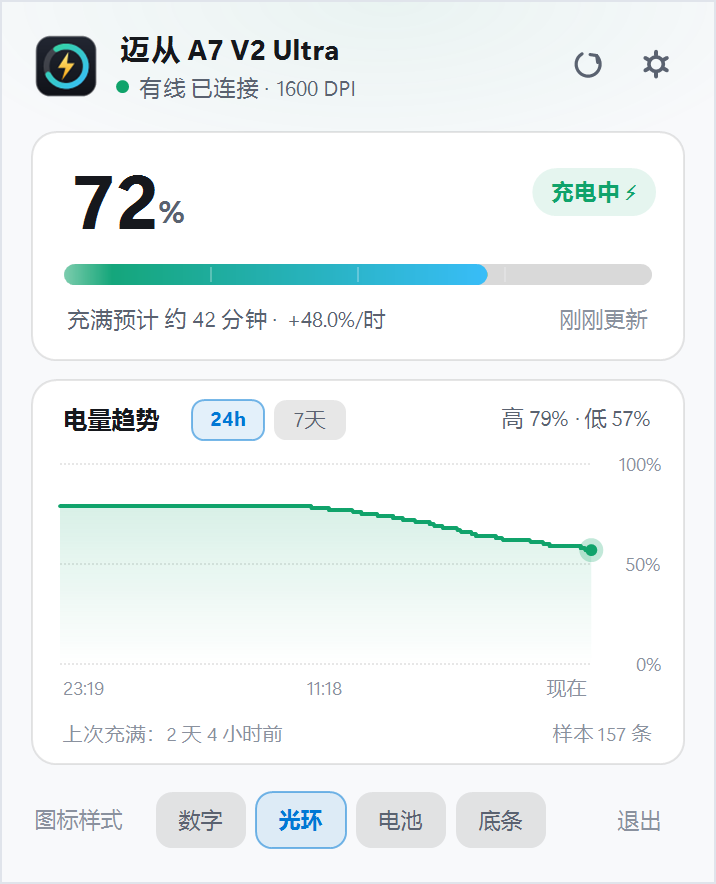 迈从 A7 V2 Ultra
有线 已连接 · 1600 DPI
72%
充电中⚡
充满预计 约 42 分钟 · +48.0%/时
刚刚更新
电量趋势
24h
7天
高 79% · 低 57%
100%
50%
0%
23:19
11:18
现在
上次充满：2 天 4 小时前
样本 157 条
图标样式
数字
光环
电池
底条
退出